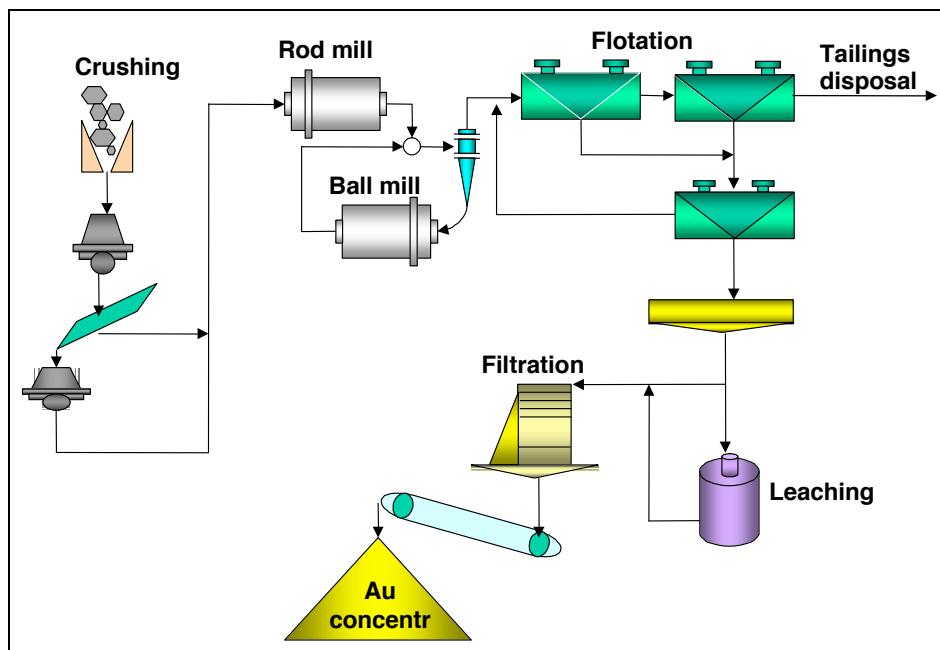 Crushing
Rod mill
Ball mill
Flotation
Tailings
disposal
Filtration
Leaching
Au
concentr